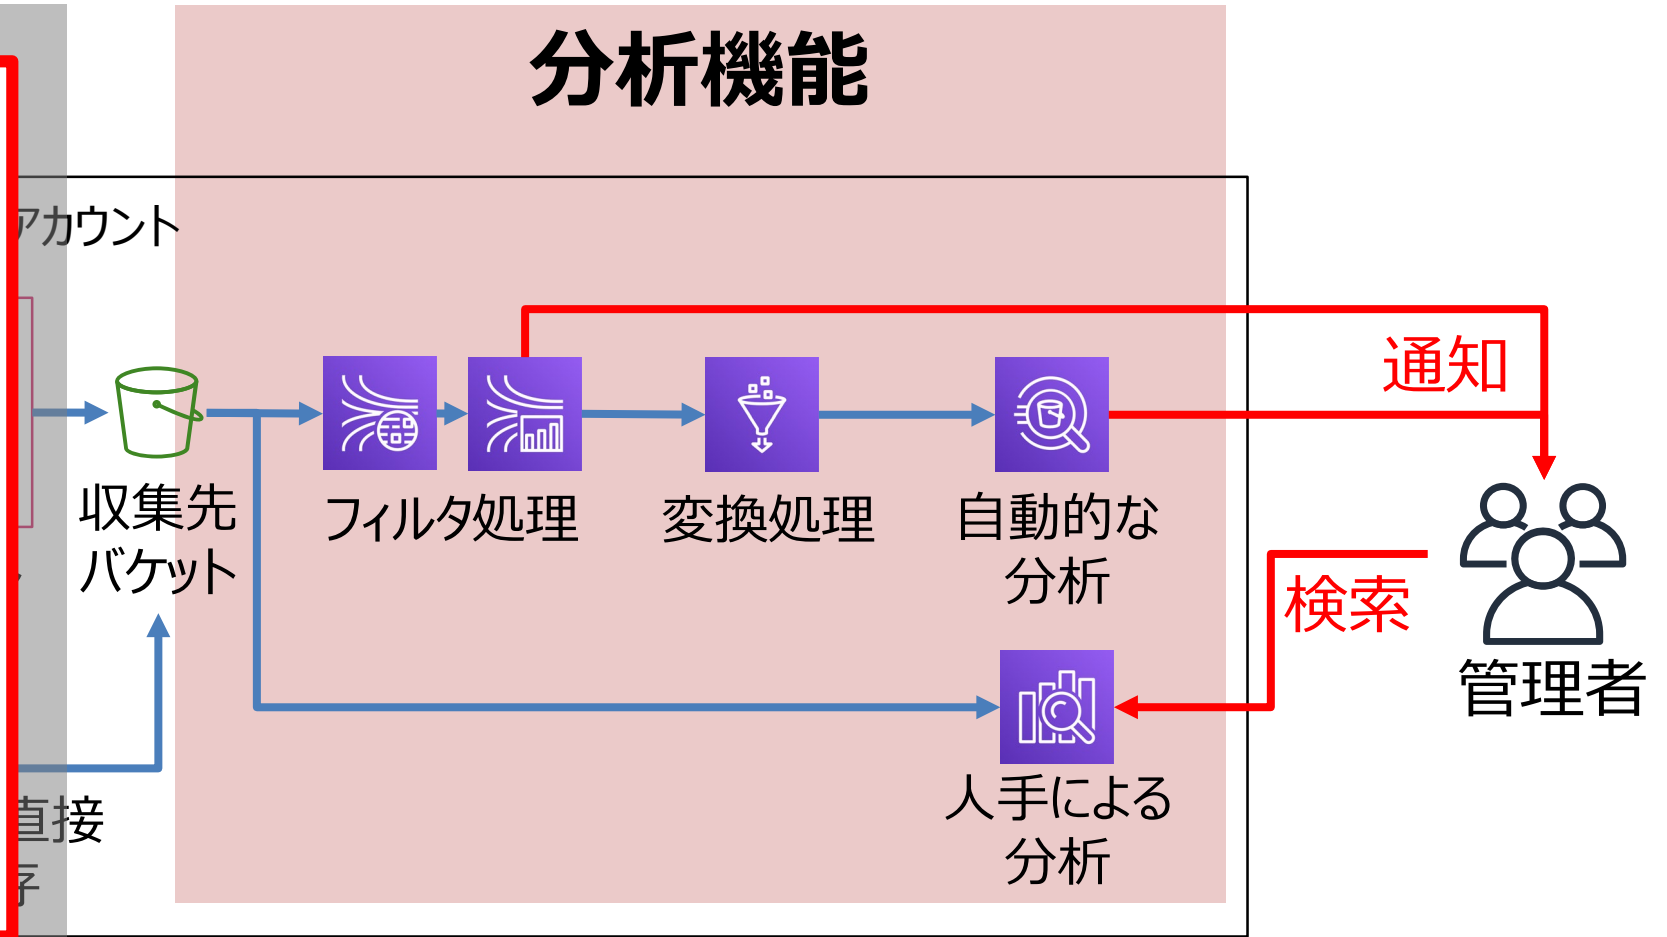 分析機能
アカウント
通知
収集先
バケット
フィルタ処理
変換処理
自動的な
分析
検索
管理者
直接
存
人手による
分析